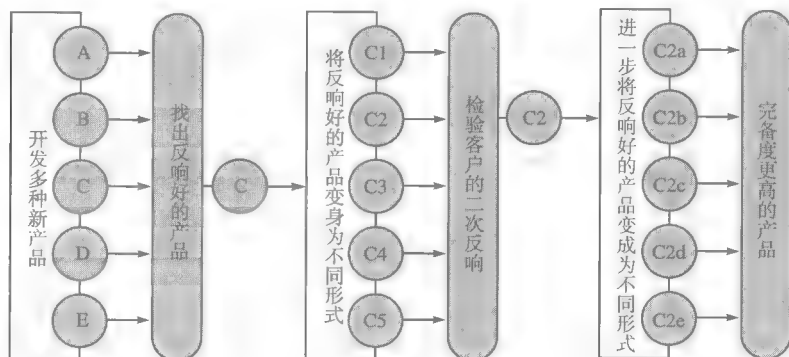 开发多种新产品
A
B
C
D
E
找出反响好的产品
C
将反响好的产品变身为不同形式
C1
C2
C3
C4
C5
检验客户的二次反响
C2
进一步将反响好的产品变成为不同形式
C2a
C2b
C2c
C2d
C2e
完备度更高的产品